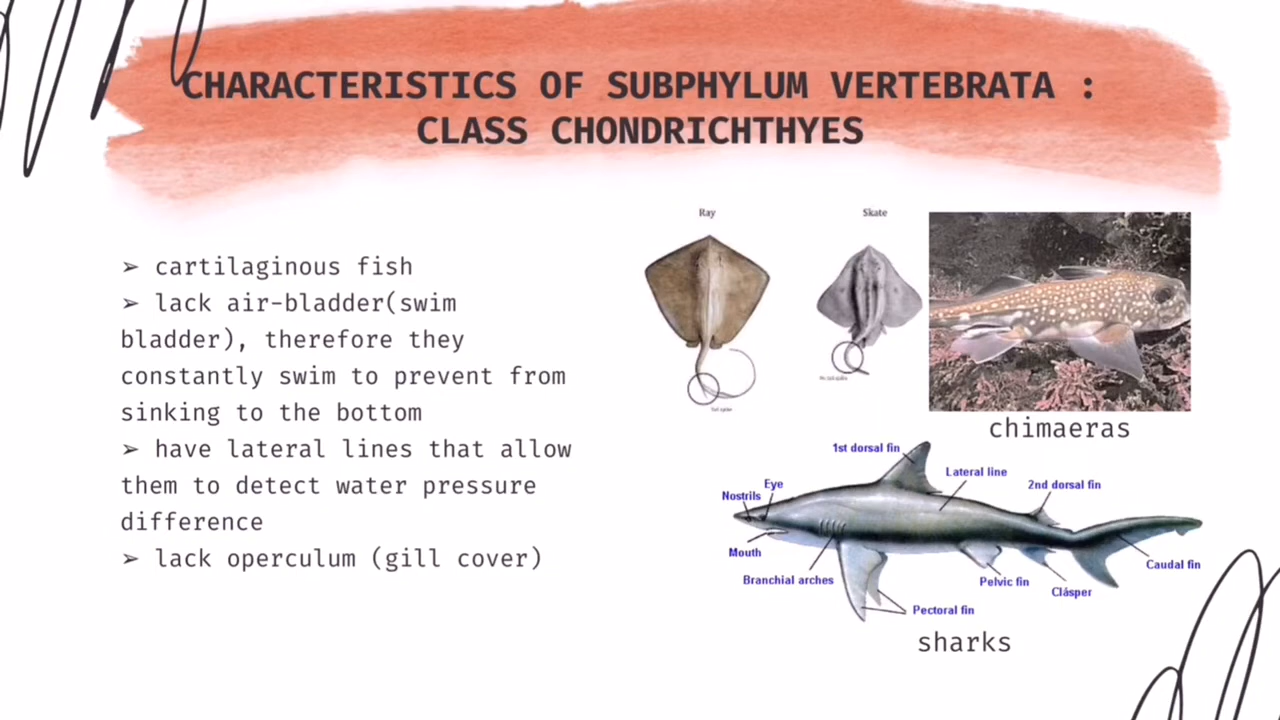 CHARACTERISTICS OF SUBPHYLUM VERTEBRATA :
CLASS CHONDRICHTHYES
➢ cartilaginous fish
➢ lack air-bladder(swim
bladder), therefore they
constantly swim to prevent from
sinking to the bottom
➢ have lateral lines that allow
them to detect water pressure
difference
➢ lack operculum (gill cover)
Ray
Skate
chimaeras
1st dorsal fin
Lateral line
2nd dorsal fin
Eye
Nostrils
Mouth
Branchial arches
Pectoral fin
Pelvic fin
Clásper
Caudal fin
sharks